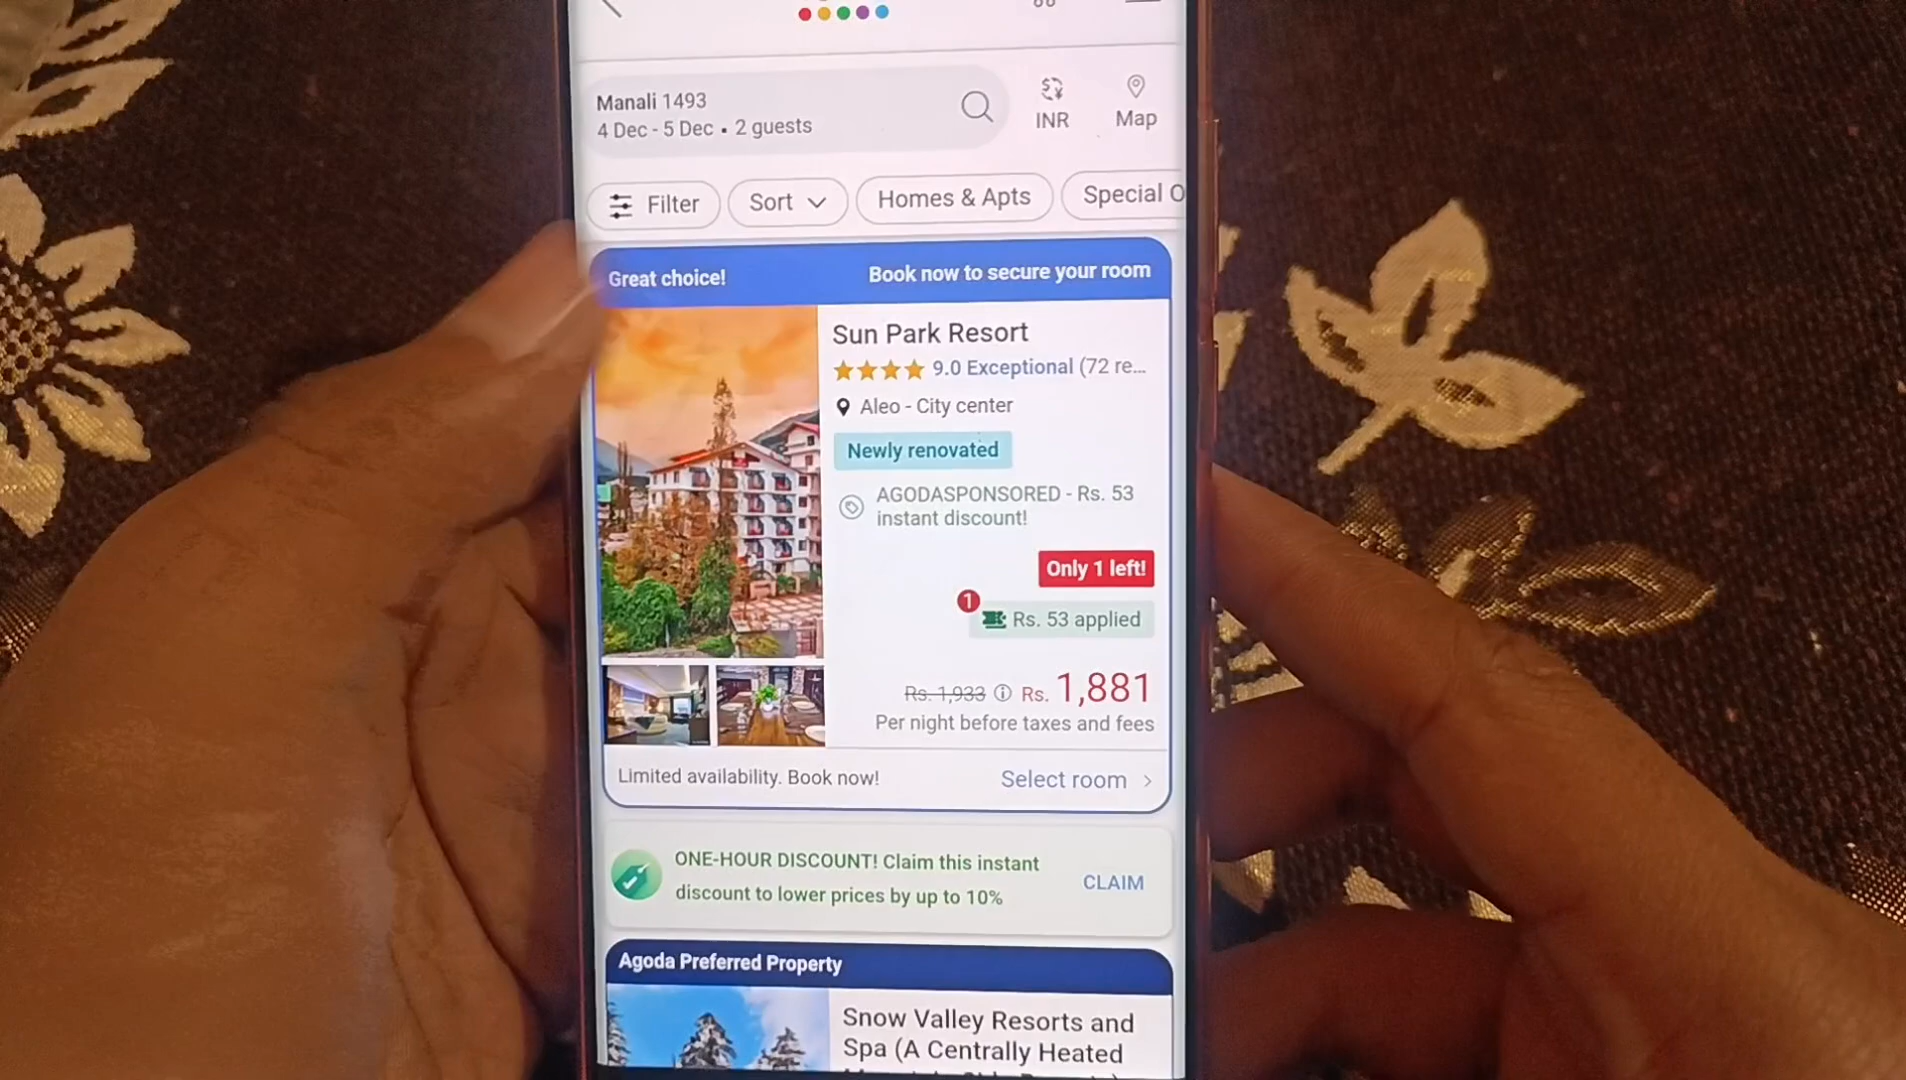 Manali 1493
4 Dec - 5 Dec • 2 guests
INR
Map
Filter
Sort
Homes & Apts
Special O
Great choice!
Book now to secure your room
Sun Park Resort
9.0 Exceptional (72 re...
Aleo - City center
Newly renovated
AGODASPONSORED - Rs. 53
instant discount!
Only 1 left!
1
Rs. 53 applied
Rs. 1,933 Rs. 1,881
Per night before taxes and fees
Limited availability. Book now!
Select room
ONE-HOUR DISCOUNT! Claim this instant
discount to lower prices by up to 10%
CLAIM
Agoda Preferred Property
Snow Valley Resorts and
Spa (A Centrally Heated